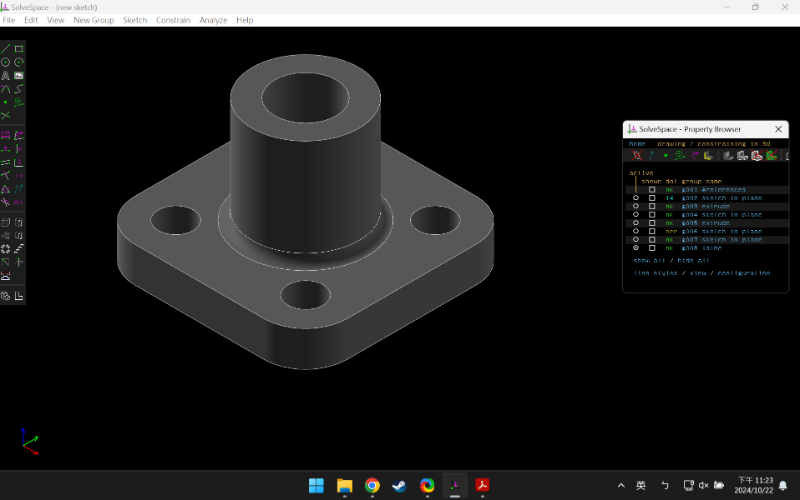 SolveSpace - (new sketch)
File Edit View New Group Sketch Constrain Analyze Help
SolveSpace - Property Browser
home drawing / constraining in 3d
active
shown dof group-name
ok g001-#references
14 g002-sketch-in-plane
ok g003-extrude
ok g004-sketch-in-plane
ok g005-extrude
err g006-sketch-in-plane
ok g007-sketch-in-plane
ok g008-lathe
show all / hide all
line styles / view / configuration
英
ㄅ
下午 11:23
2024/10/22